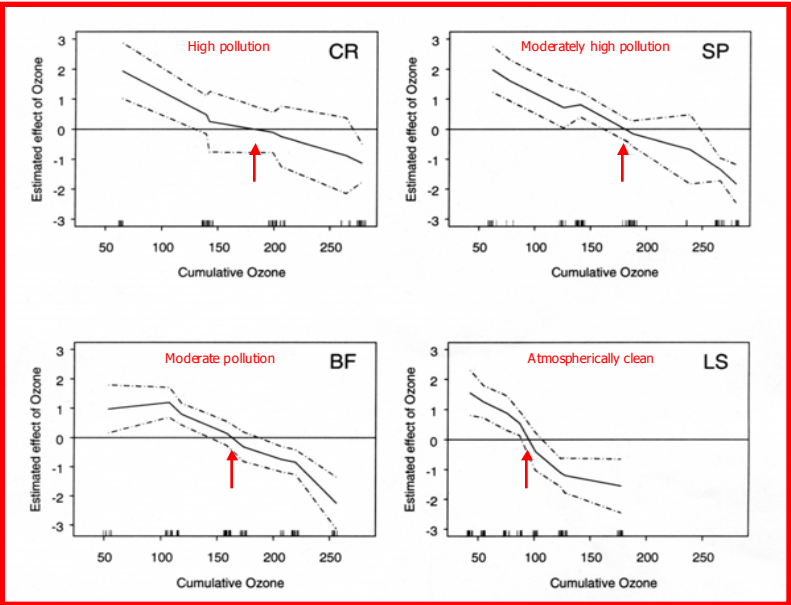 High pollution
CR
Estimated effect of Ozone
3
2
1
0
-1
-2
-3
50 100 150 200 250
Cumulative Ozone
Moderately high pollution
SP
Estimated effect of Ozone
3
2
1
0
-1
-2
-3
50 100 150 200 250
Cumulative Ozone
Moderate pollution
BF
Estimated effect of Ozone
3
2
1
0
-1
-2
-3
50 100 150 200 250
Cumulative Ozone
Atmospherically clean
LS
Estimated effect of Ozone
3
2
1
0
-1
-2
-3
50 100 150 200 250
Cumulative Ozone